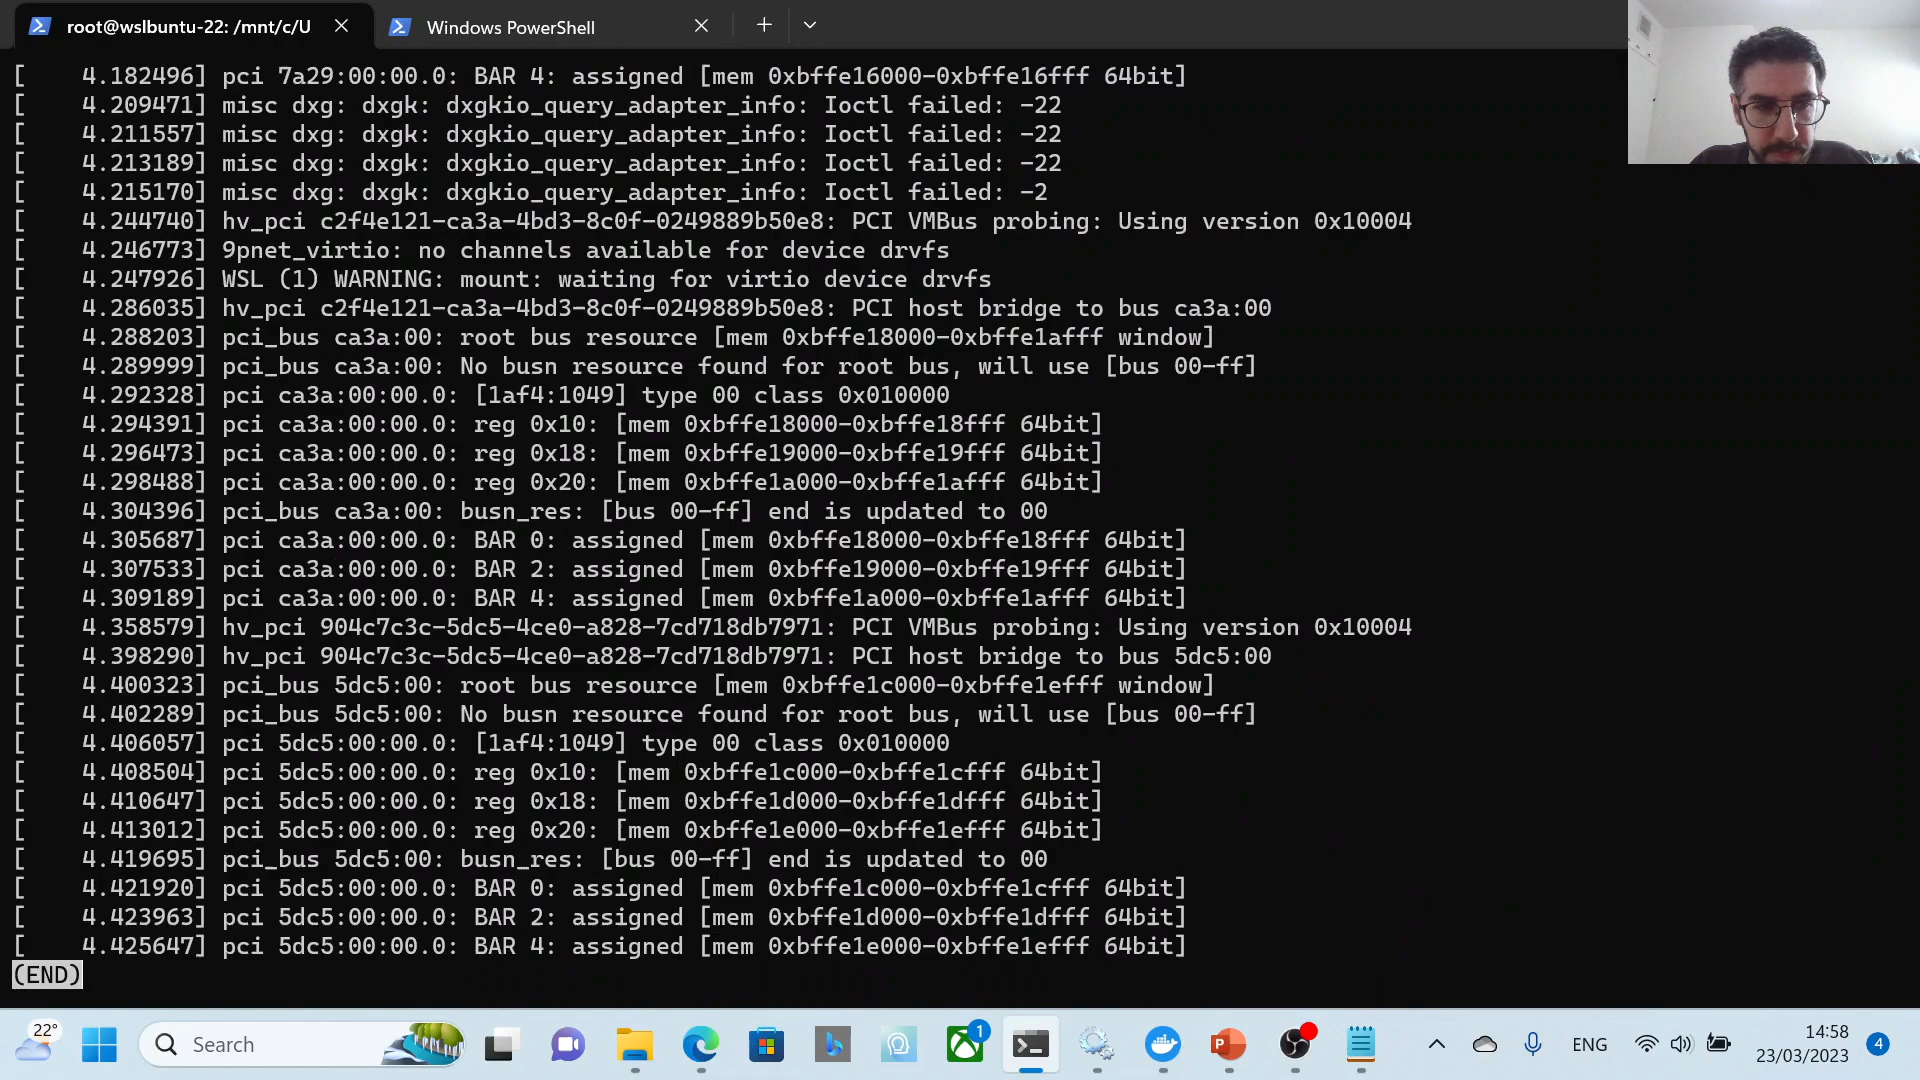 root@wslbuntu-22: /mnt/c/U
Windows PowerShell
[    4.182496] pci 7a29:00:00.0: BAR 4: assigned [mem 0xbffe16000-0xbffe16fff 64bit]
[    4.209471] misc dxg: dxgk: dxgkio_query_adapter_info: Ioctl failed: -22
[    4.211557] misc dxg: dxgk: dxgkio_query_adapter_info: Ioctl failed: -22
[    4.213189] misc dxg: dxgk: dxgkio_query_adapter_info: Ioctl failed: -22
[    4.215170] misc dxg: dxgk: dxgkio_query_adapter_info: Ioctl failed: -2
[    4.244740] hv_pci c2f4e121-ca3a-4bd3-8c0f-0249889b50e8: PCI VMBus probing: Using version 0x10004
[    4.246773] 9pnet_virtio: no channels available for device drvfs
[    4.247926] WSL (1) WARNING: mount: waiting for virtio device drvfs
[    4.286035] hv_pci c2f4e121-ca3a-4bd3-8c0f-0249889b50e8: PCI host bridge to bus ca3a:00
[    4.288203] pci_bus ca3a:00: root bus resource [mem 0xbffe18000-0xbffe1afff window]
[    4.289999] pci_bus ca3a:00: No busn resource found for root bus, will use [bus 00-ff]
[    4.292328] pci ca3a:00:00.0: [1af4:1049] type 00 class 0x010000
[    4.294391] pci ca3a:00:00.0: reg 0x10: [mem 0xbffe18000-0xbffe18fff 64bit]
[    4.296473] pci ca3a:00:00.0: reg 0x18: [mem 0xbffe19000-0xbffe19fff 64bit]
[    4.298488] pci ca3a:00:00.0: reg 0x20: [mem 0xbffe1a000-0xbffe1afff 64bit]
[    4.304396] pci_bus ca3a:00: busn_res: [bus 00-ff] end is updated to 00
[    4.305687] pci ca3a:00:00.0: BAR 0: assigned [mem 0xbffe18000-0xbffe18fff 64bit]
[    4.307533] pci ca3a:00:00.0: BAR 2: assigned [mem 0xbffe19000-0xbffe19fff 64bit]
[    4.309189] pci ca3a:00:00.0: BAR 4: assigned [mem 0xbffe1a000-0xbffe1afff 64bit]
[    4.358579] hv_pci 904c7c3c-5dc5-4ce0-a828-7cd718db7971: PCI VMBus probing: Using version 0x10004
[    4.398290] hv_pci 904c7c3c-5dc5-4ce0-a828-7cd718db7971: PCI host bridge to bus 5dc5:00
[    4.400323] pci_bus 5dc5:00: root bus resource [mem 0xbffe1c000-0xbffe1efff window]
[    4.402289] pci_bus 5dc5:00: No busn resource found for root bus, will use [bus 00-ff]
[    4.406057] pci 5dc5:00:00.0: [1af4:1049] type 00 class 0x010000
[    4.408504] pci 5dc5:00:00.0: reg 0x10: [mem 0xbffe1c000-0xbffe1cfff 64bit]
[    4.410647] pci 5dc5:00:00.0: reg 0x18: [mem 0xbffe1d000-0xbffe1dfff 64bit]
[    4.413012] pci 5dc5:00:00.0: reg 0x20: [mem 0xbffe1e000-0xbffe1efff 64bit]
[    4.419695] pci_bus 5dc5:00: busn_res: [bus 00-ff] end is updated to 00
[    4.421920] pci 5dc5:00:00.0: BAR 0: assigned [mem 0xbffe1c000-0xbffe1cfff 64bit]
[    4.423963] pci 5dc5:00:00.0: BAR 2: assigned [mem 0xbffe1d000-0xbffe1dfff 64bit]
[    4.425647] pci 5dc5:00:00.0: BAR 4: assigned [mem 0xbffe1e000-0xbffe1efff 64bit]
(END)
22°
Search
1
P
ENG
14:58
23/03/2023
4